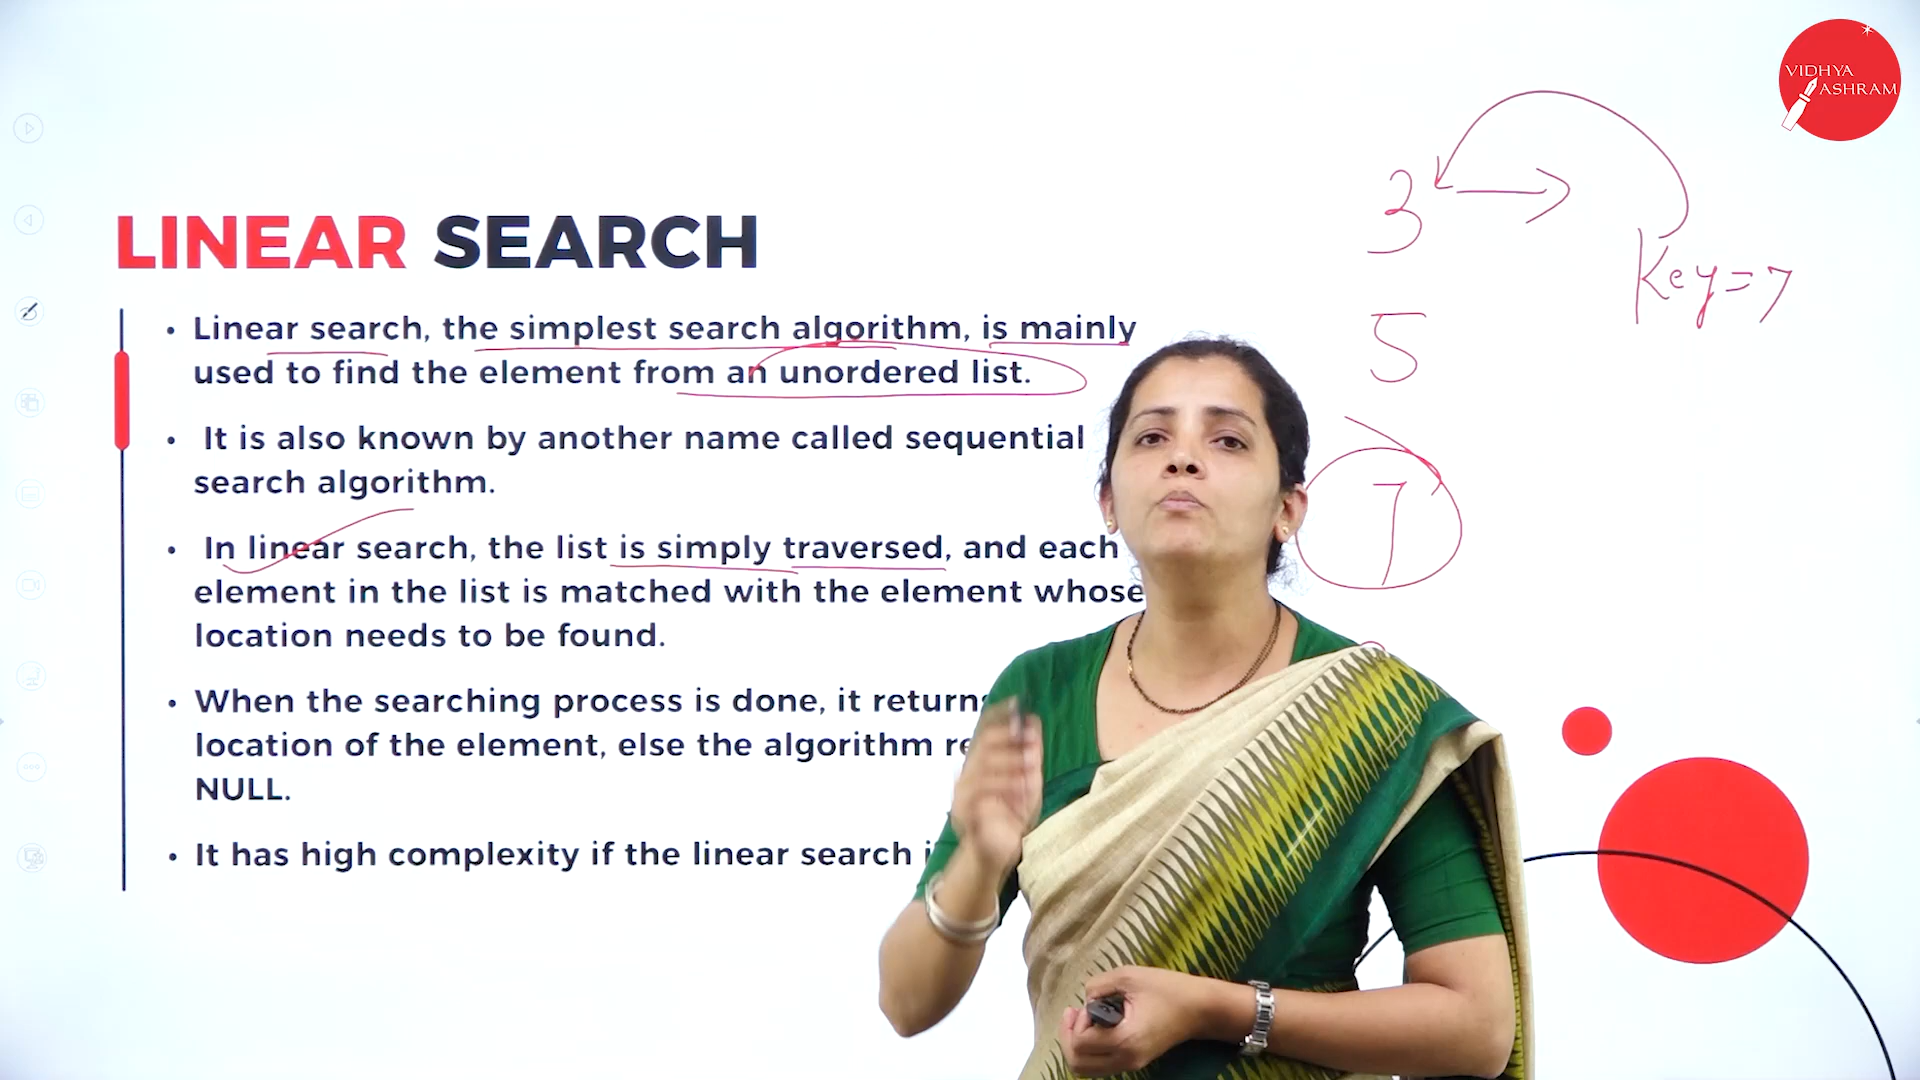 VIDHYA
ASHRAM
LINEAR SEARCH
• Linear search, the simplest search algorithm, is mainly
used to find the element from an unordered list.
• It is also known by another name called sequential
search algorithm.
• In linear search, the list is simply traversed, and each
element in the list is matched with the element whose
location needs to be found.
• When the searching process is done, it returns
location of the element, else the algorithm
NULL.
• It has high complexity if the linear search
3
Key=7
5
7